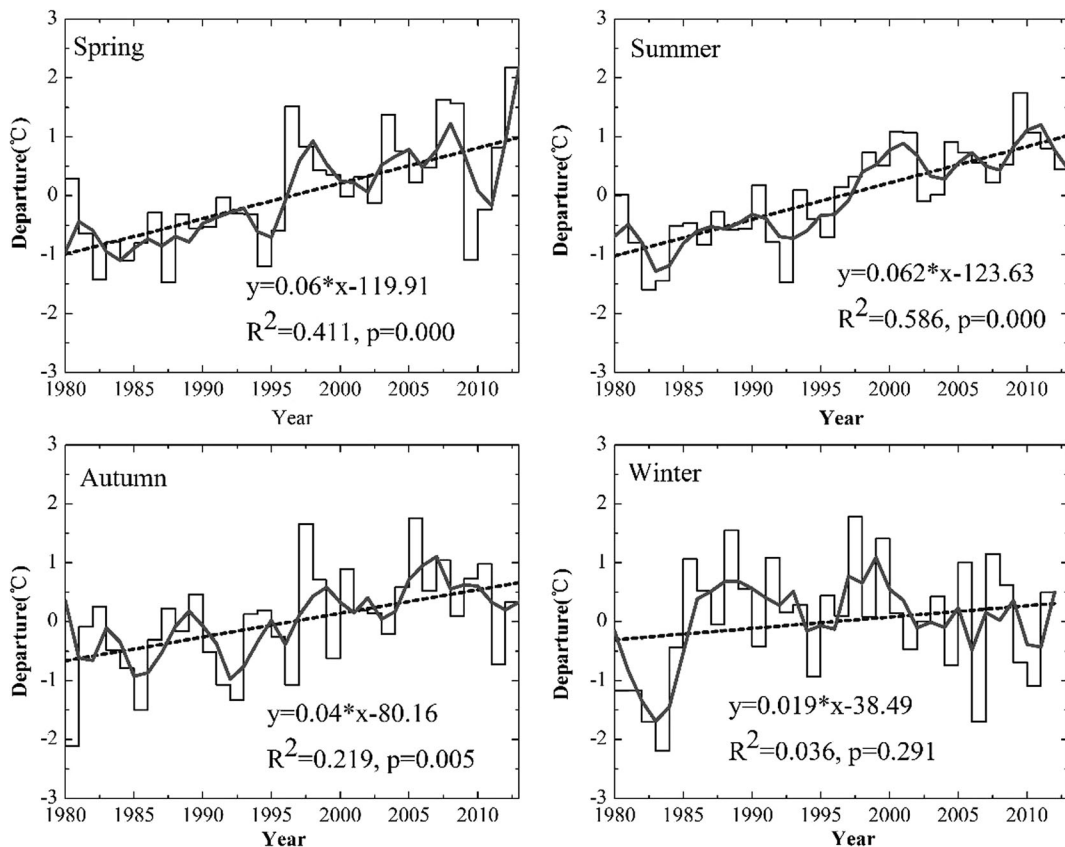 Spring
Departure(℃)
3
2
1
0
-1
-2
-3
y=0.06*x-119.91
R2=0.411, p=0.000
1980 1985 1990 1995 2000 2005 2010
Year
Summer
Departure(℃)
3
2
1
0
-1
-2
-3
y=0.062*x-123.63
R2=0.586, p=0.000
1980 1985 1990 1995 2000 2005 2010
Year
Autumn
Departure(℃)
3
2
1
0
-1
-2
-3
y=0.04*x-80.16
R2=0.219, p=0.005
1980 1985 1990 1995 2000 2005 2010
Year
Winter
Departure(℃)
3
2
1
0
-1
-2
-3
y=0.019*x-38.49
R2=0.036, p=0.291
1980 1985 1990 1995 2000 2005 2010
Year